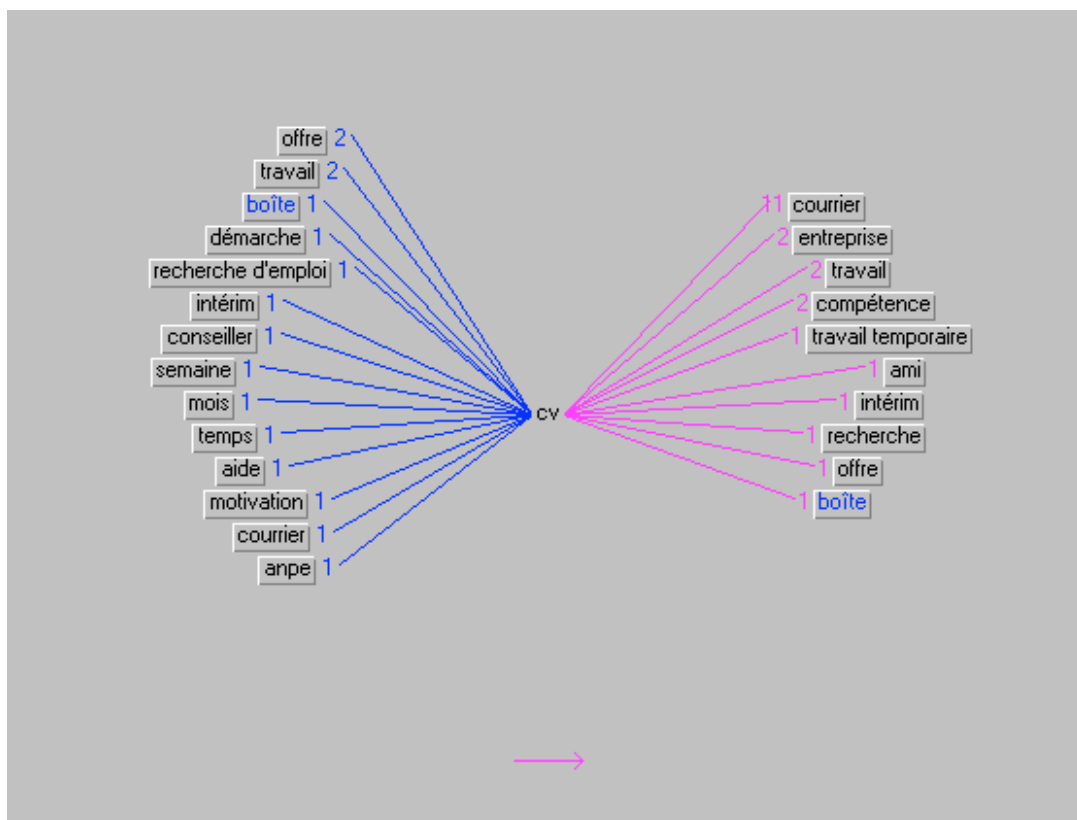 offre 2
travail 2
boîte 1
démarche 1
recherche d'emploi 1
intérim 1
conseiller 1
semaine 1
mois 1
temps 1
aide 1
motivation 1
courrier 1
anpe 1
cv
11 courrier
2 entreprise
2 travail
2 compétence
1 travail temporaire
1 ami
1 intérim
1 recherche
1 offre
1 boîte